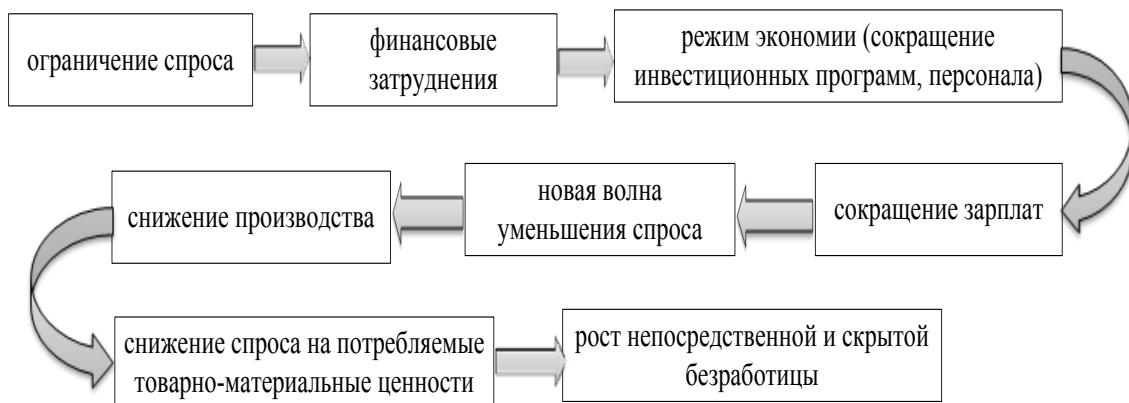 ограничение спроса
финансовые
затруднения
режим экономии (сокращение
инвестиционных программ, персонала)
сокращение зарплат
новая волна
уменьшения спроса
снижение производства
снижение спроса на потребляемые
товарно-материальные ценности
рост непосредственной и скрытой
безработицы